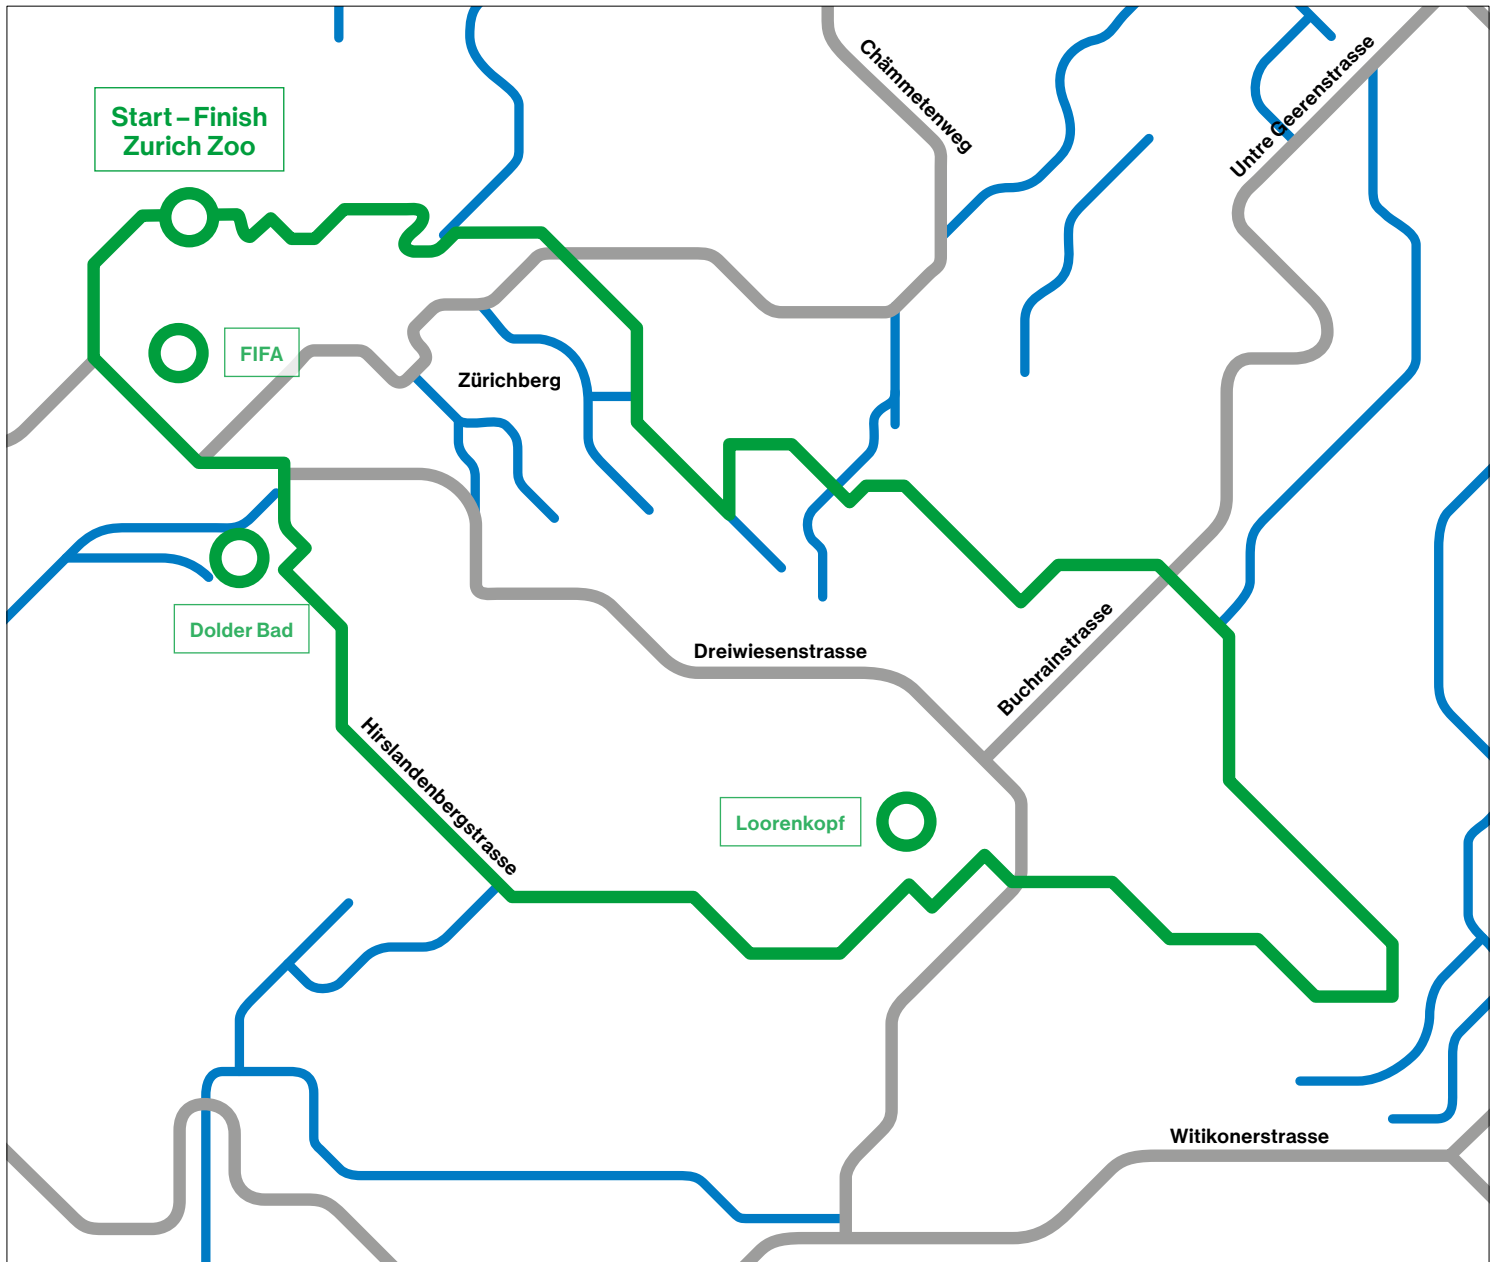 Chämmetenweg
Untre Geerenstrasse
Start – Finish
Zurich Zoo
FIFA
Zürichberg
Dolder Bad
Dreiwiesenstrasse
Buchrainstrasse
Hirslandenbergstrasse
Loorenkopf
Witikonerstrasse